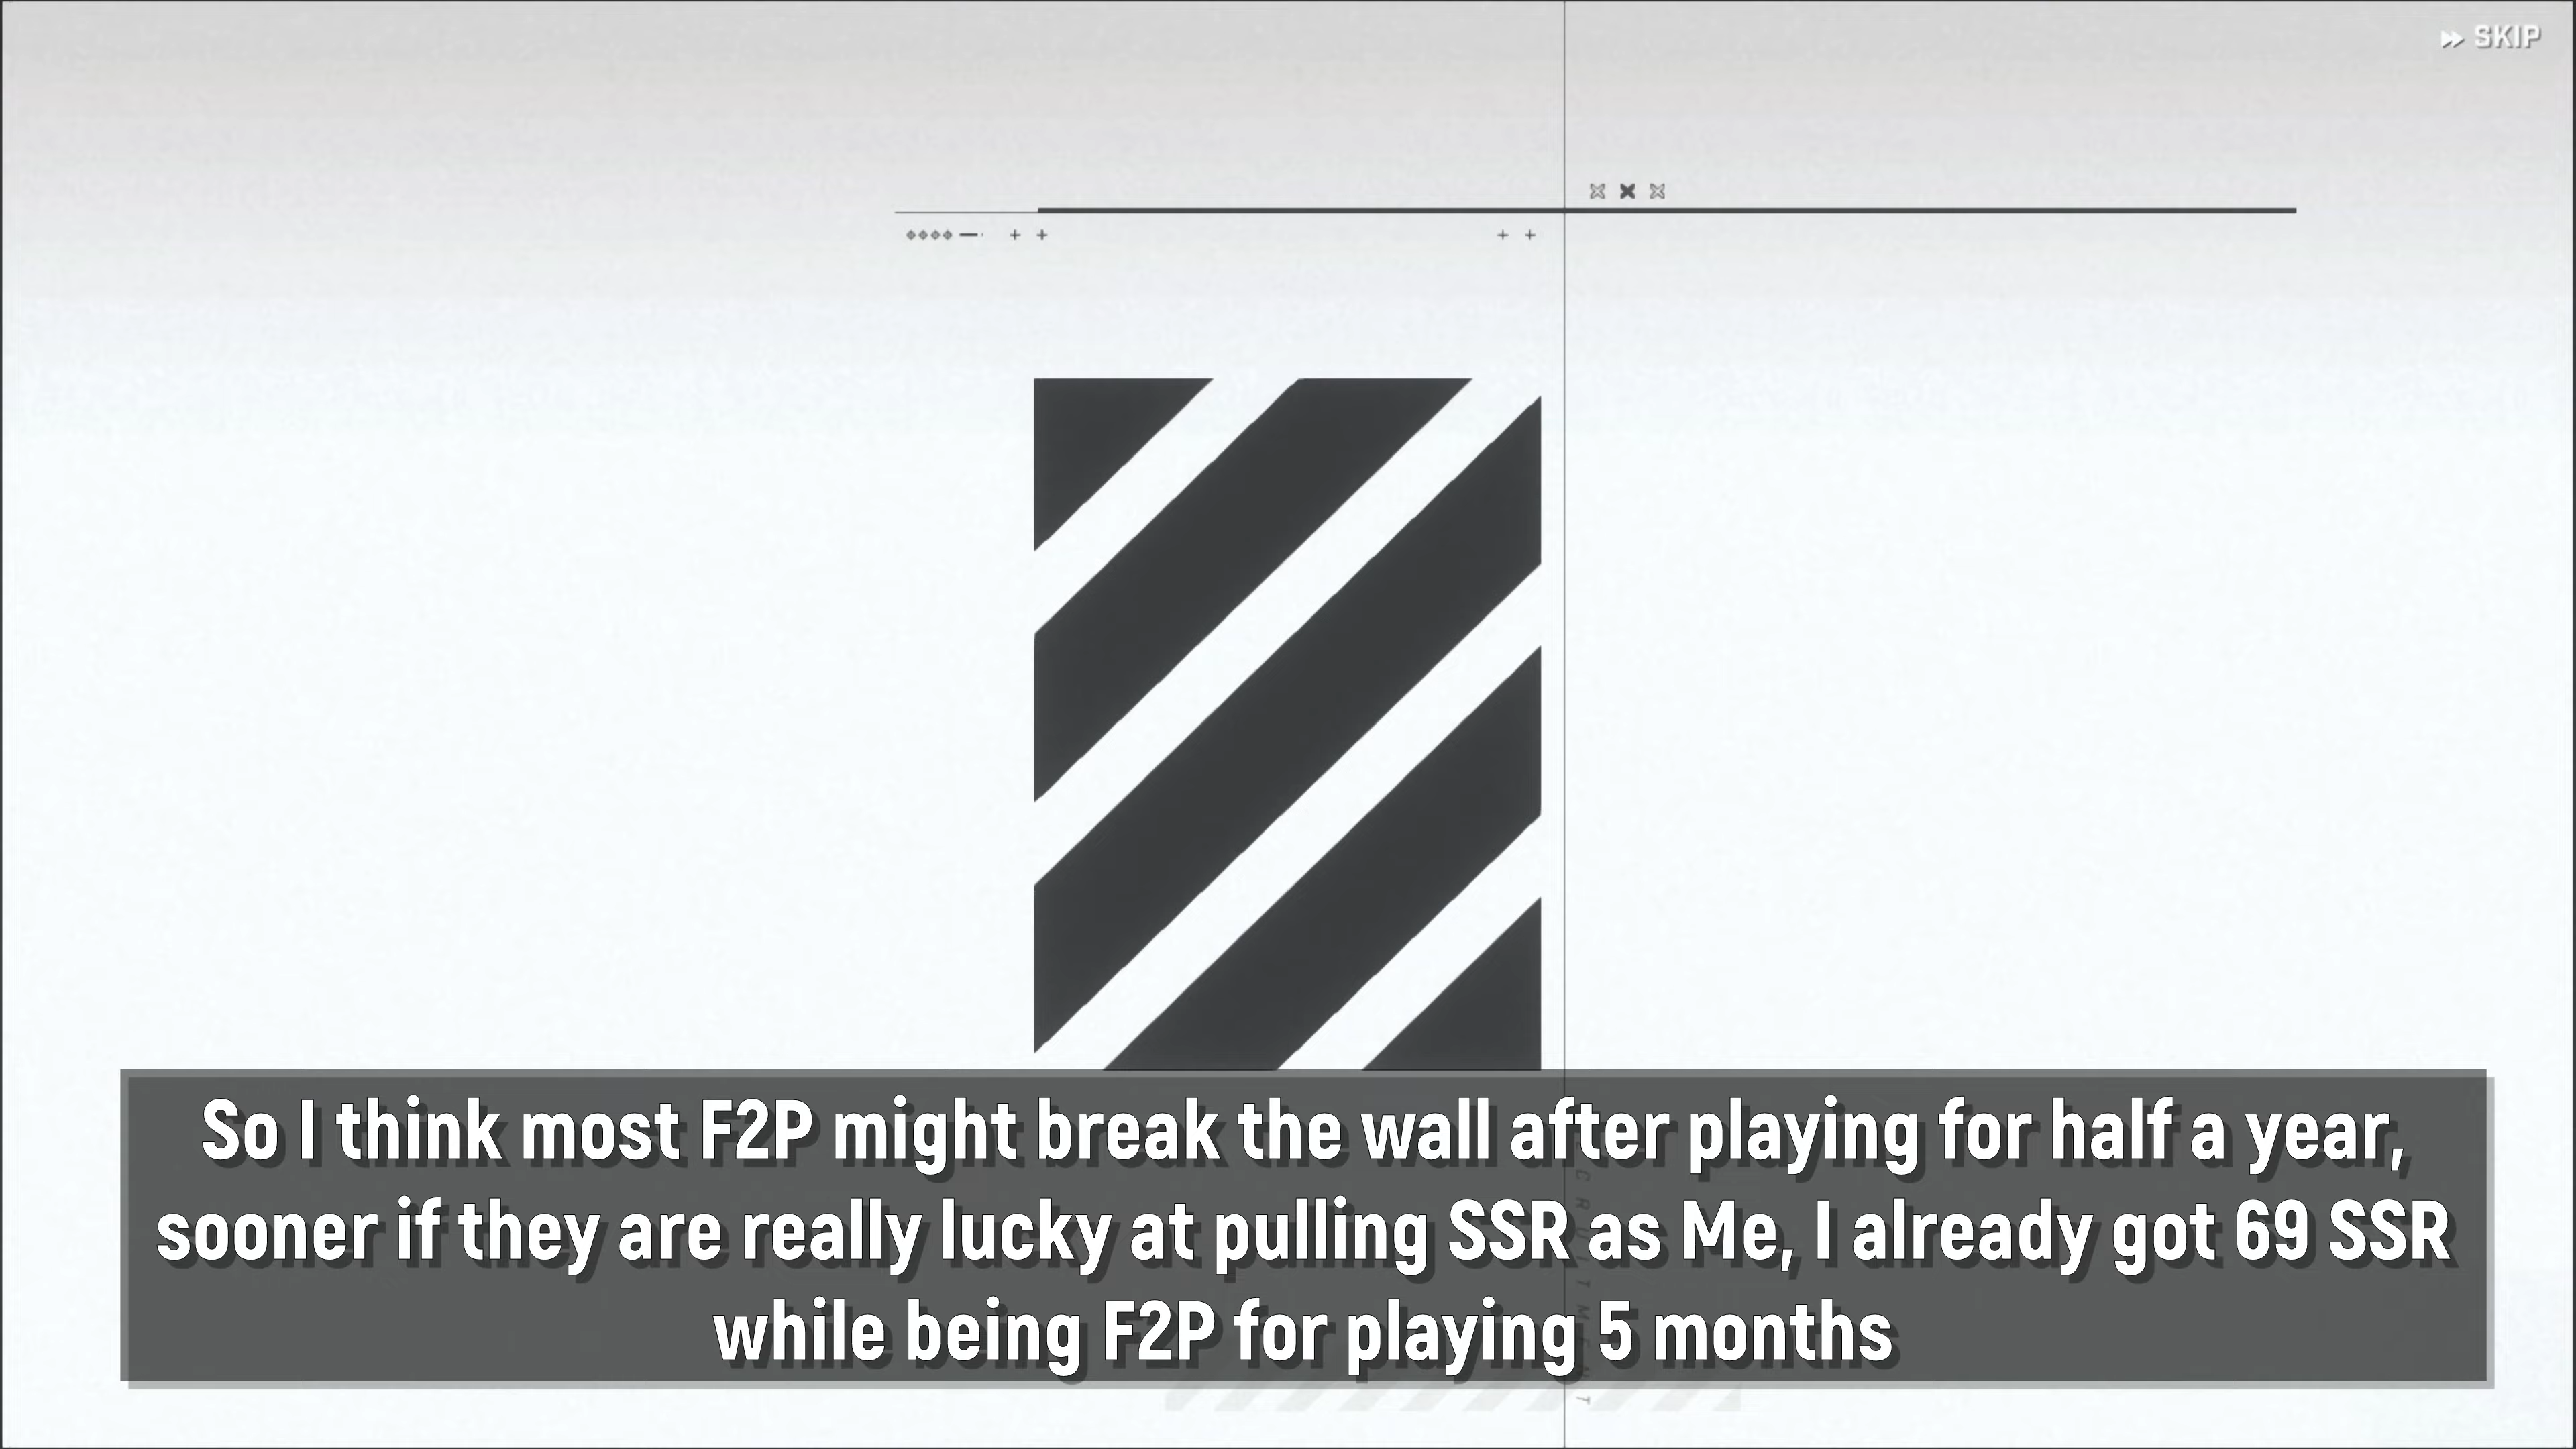 SKIP
So I think most F2P might break the wall after playing for half a year,
sooner if they are really lucky at pulling SSR as Me, I already got 69 SSR
while being F2P for playing 5 months